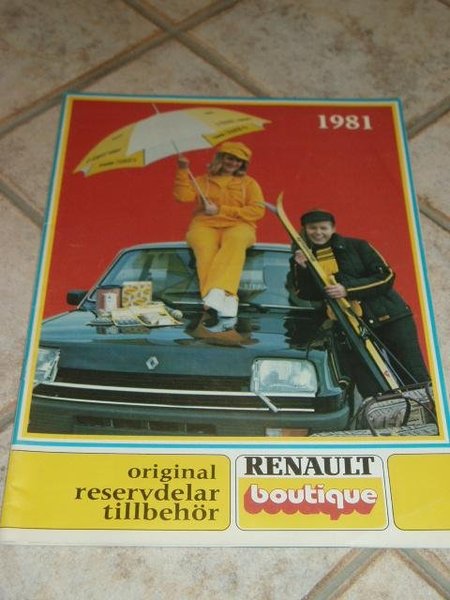 1981
original
reservdelar
tillbehör
RENAULT
boutique